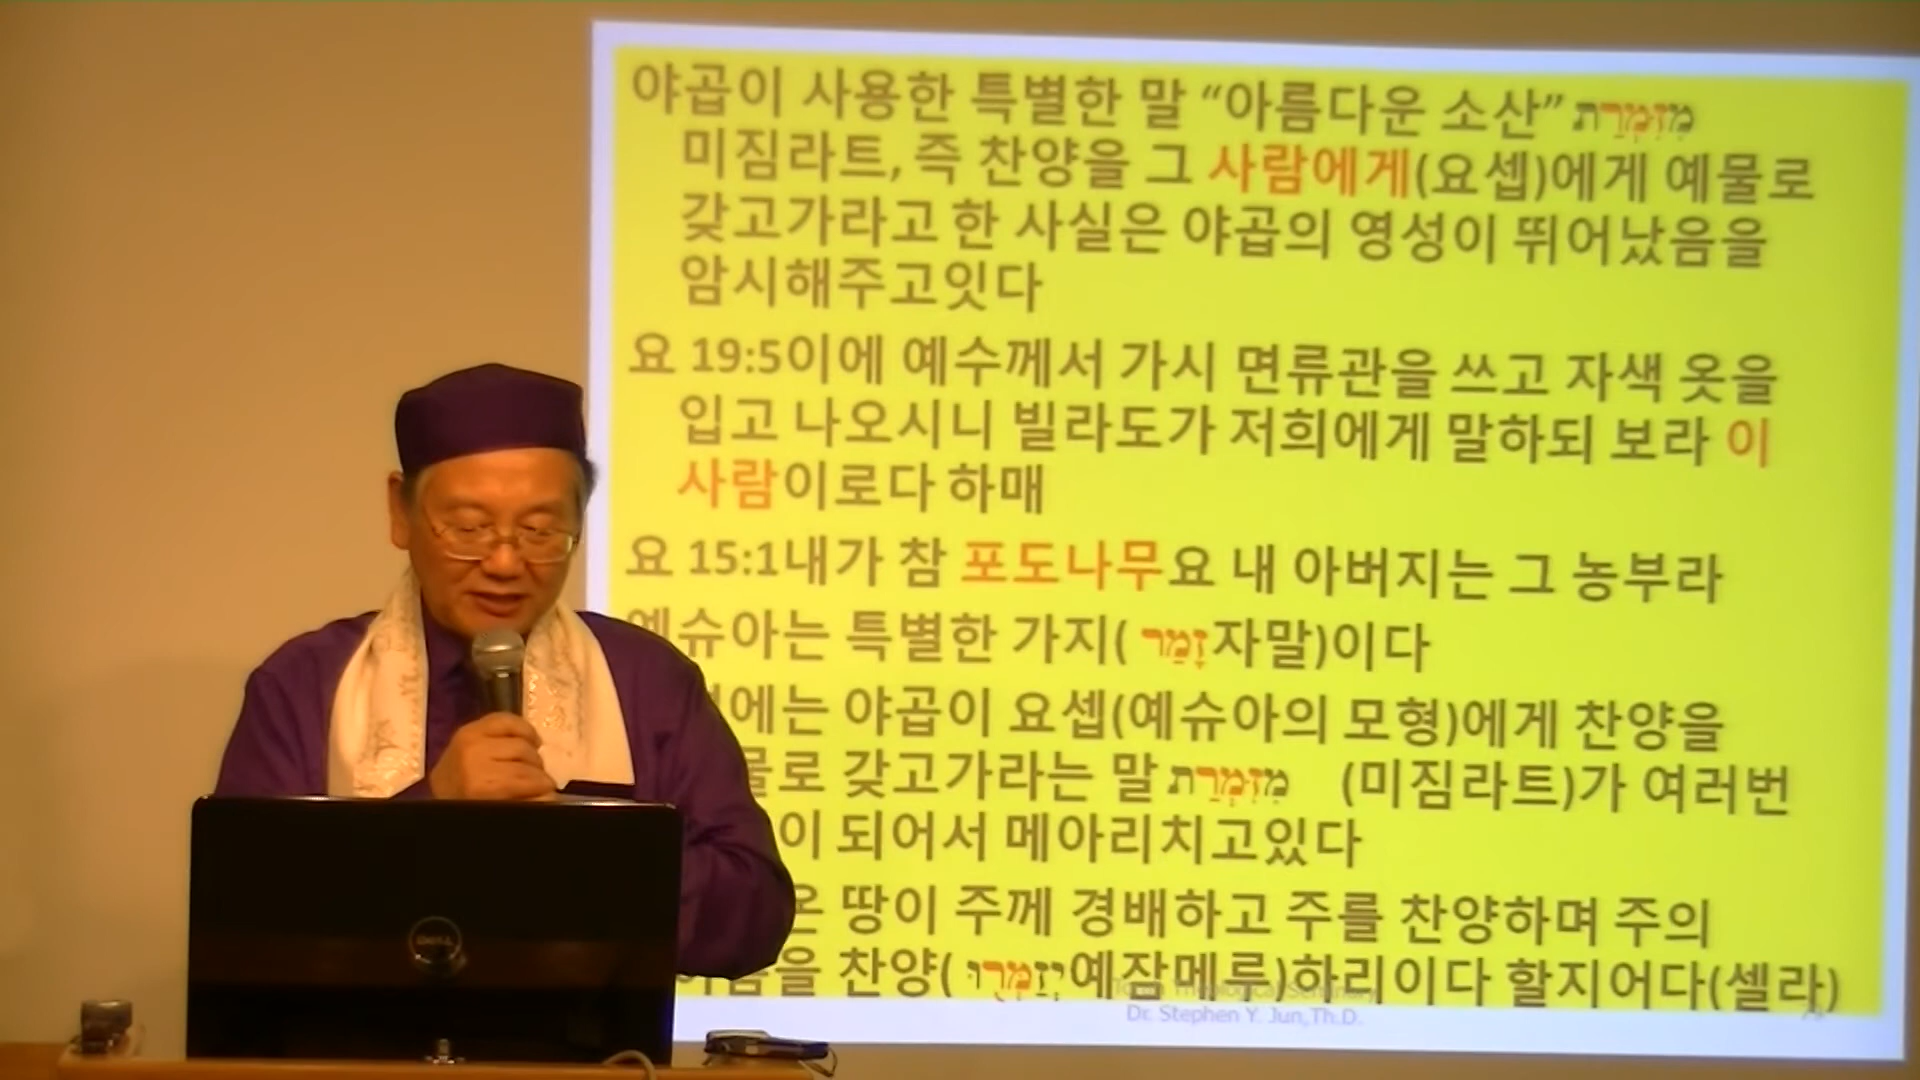 야곱이 사용한 특별한 말 “아름다운 소산” מִזִּמְרַת
미짐라트, 즉 찬양을 그 사람에게(요셉)에게 예물로
갖고가라고 한 사실은 야곱의 영성이 뛰어났음을
암시해주고잇다
요 19:5이에 예수께서 가시 면류관을 쓰고 자색 옷을
입고 나오시니 빌라도가 저희에게 말하되 보라 이
사람이로다 하매
요 15:1내가 참 포도나무요 내 아버지는 그 농부라
예슈아는 특별한 가지( זָמַר자말)이다
에는 야곱이 요셉(예슈아의 모형)에게 찬양을
물로 갖고가라는 말 מִזִּמְרַת (미짐라트)가 여러번
이 되어서 메아리치고있다
온 땅이 주께 경배하고 주를 찬양하며 주의
이름을 찬양( יְזַמְּרוּ예잠메루)하리이다 할지어다(셀라)
Torah Theological Seminary
Dr. Stephen Y. Jun,Th.D.
DELL